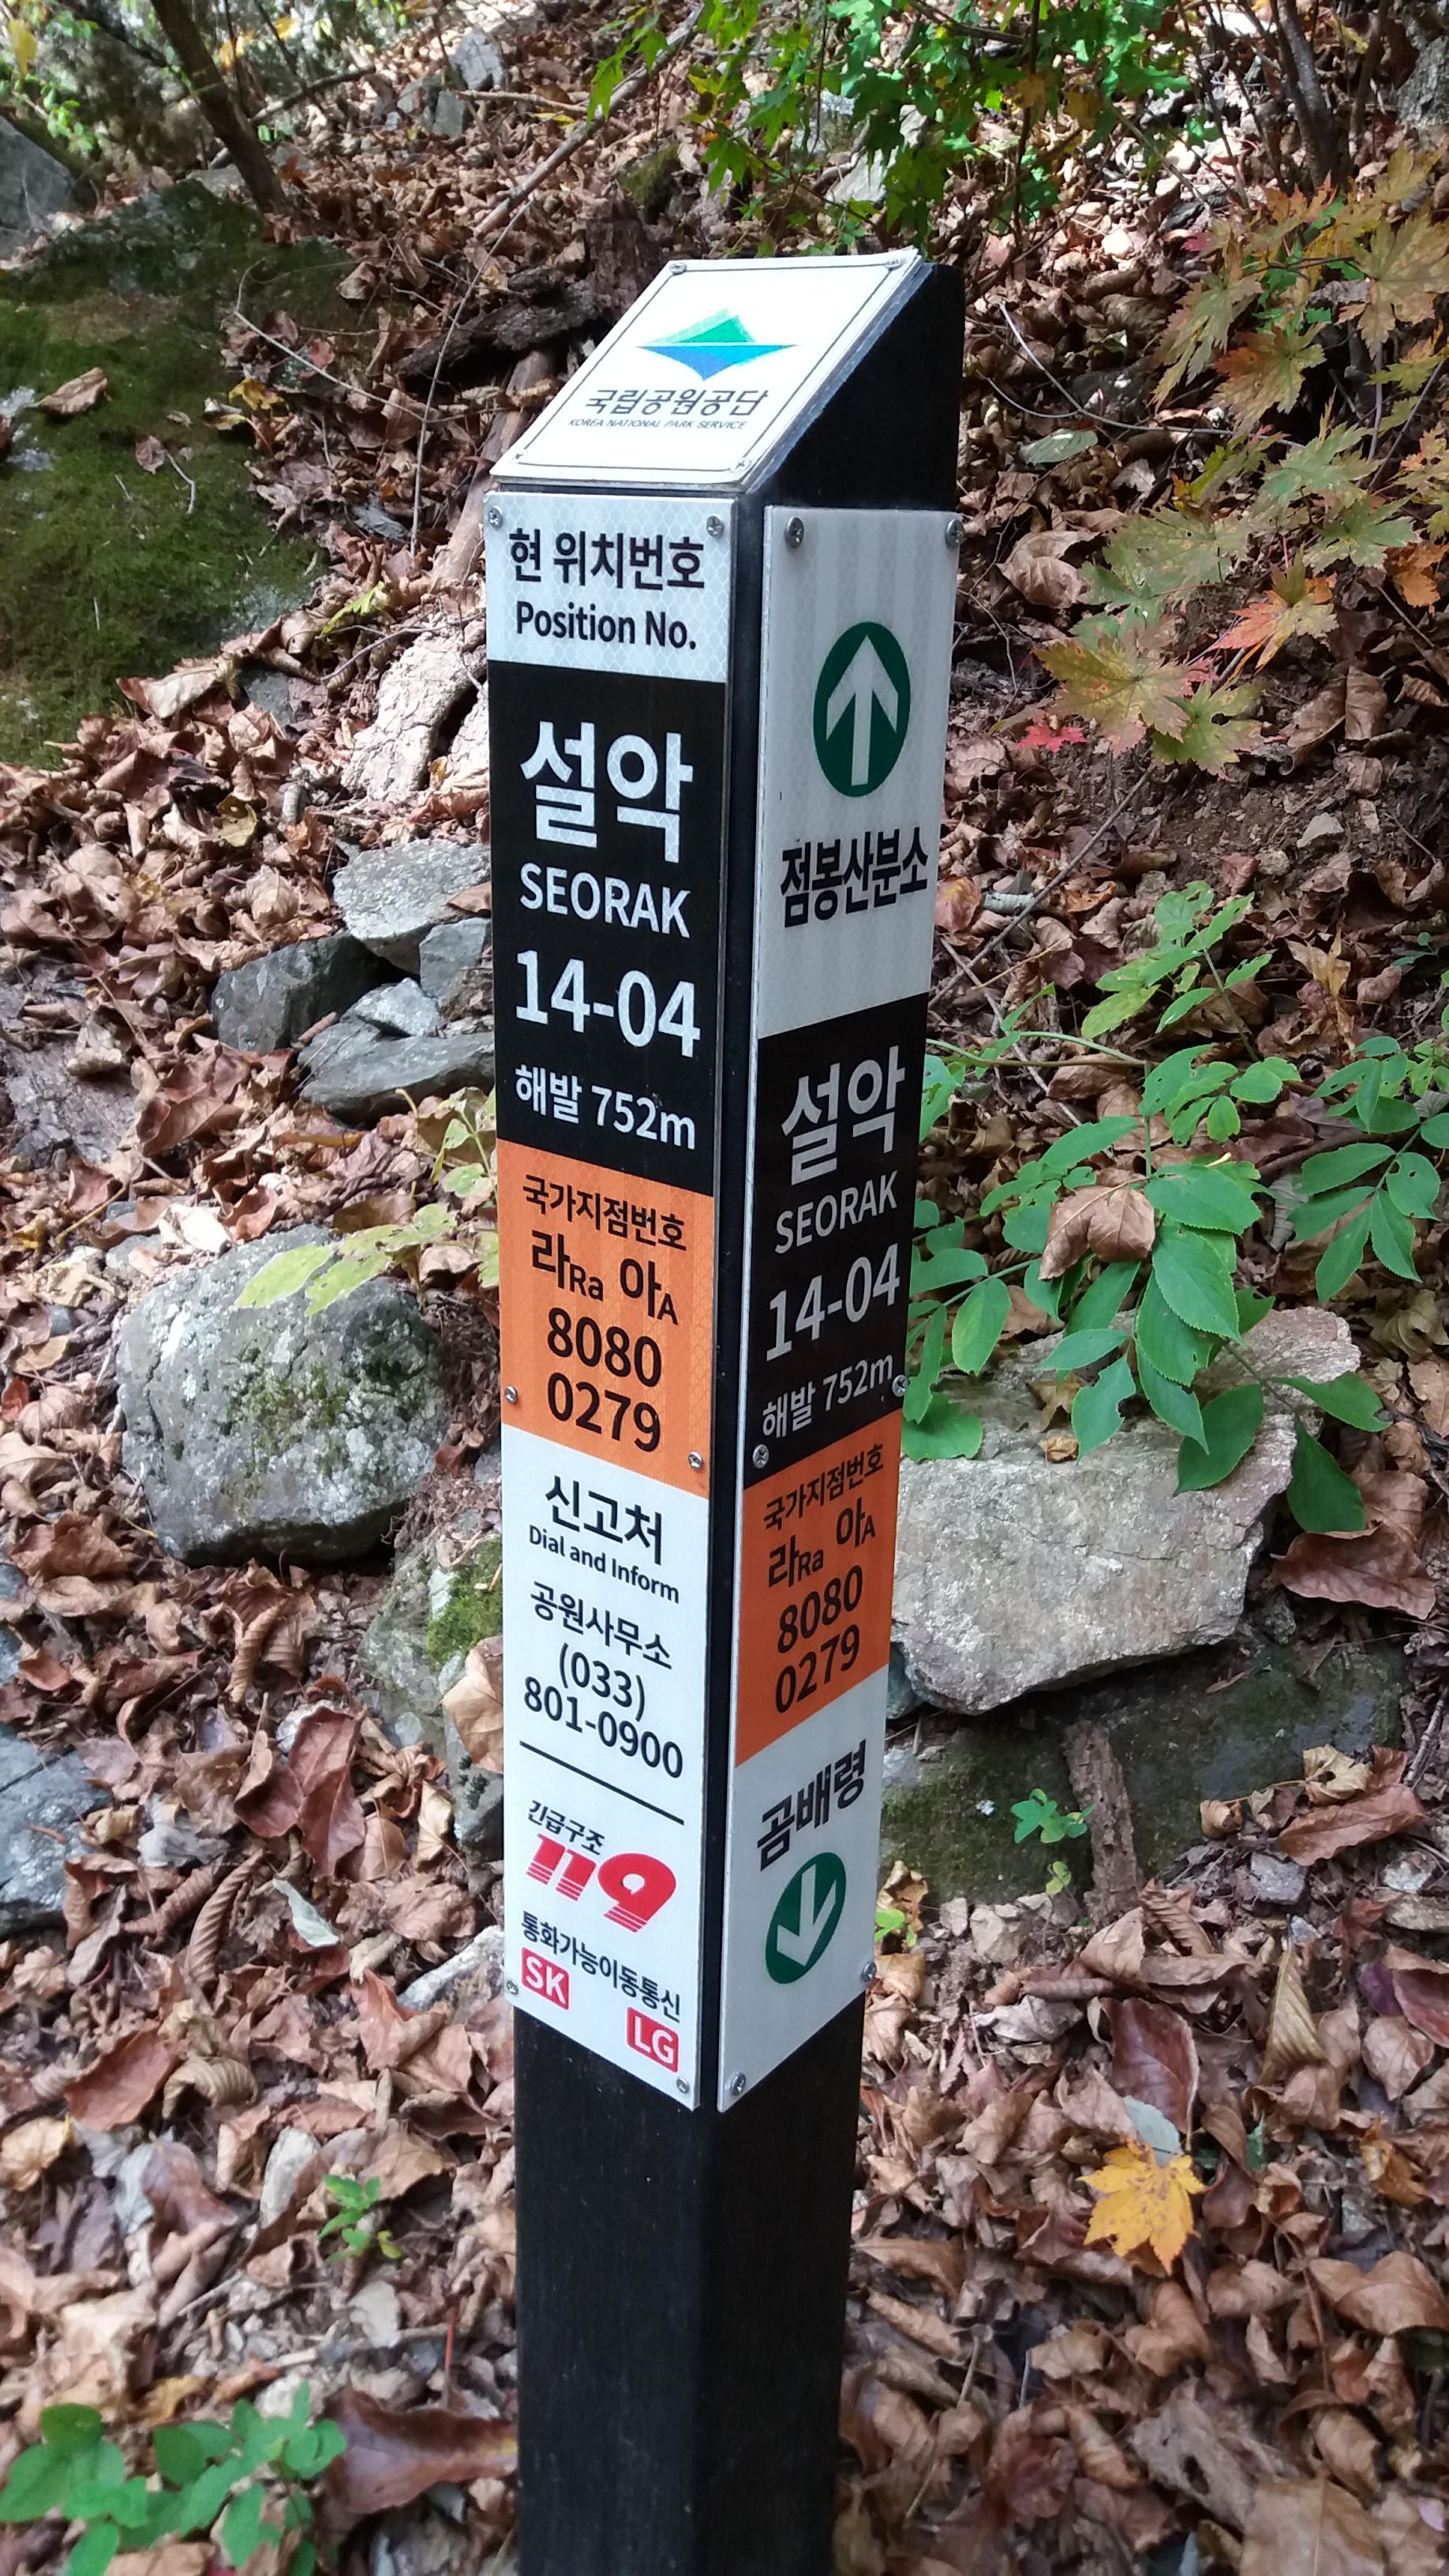 국립공원공단
KOREA NATIONAL PARK SERVICE
현 위치번호
Position No.
설악
SEORAK
14-04
해발 752m
국가지점번호
라Ra 아A
8080
0279
신고처
Dial and Inform
공원사무소
(033)
801-0900
긴급구조
119
통화가능이동통신
SK
LG
점봉산분소
설악
SEORAK
14-04
해발 752m
국가지점번호
라Ra 아A
8080
0279
곰배령